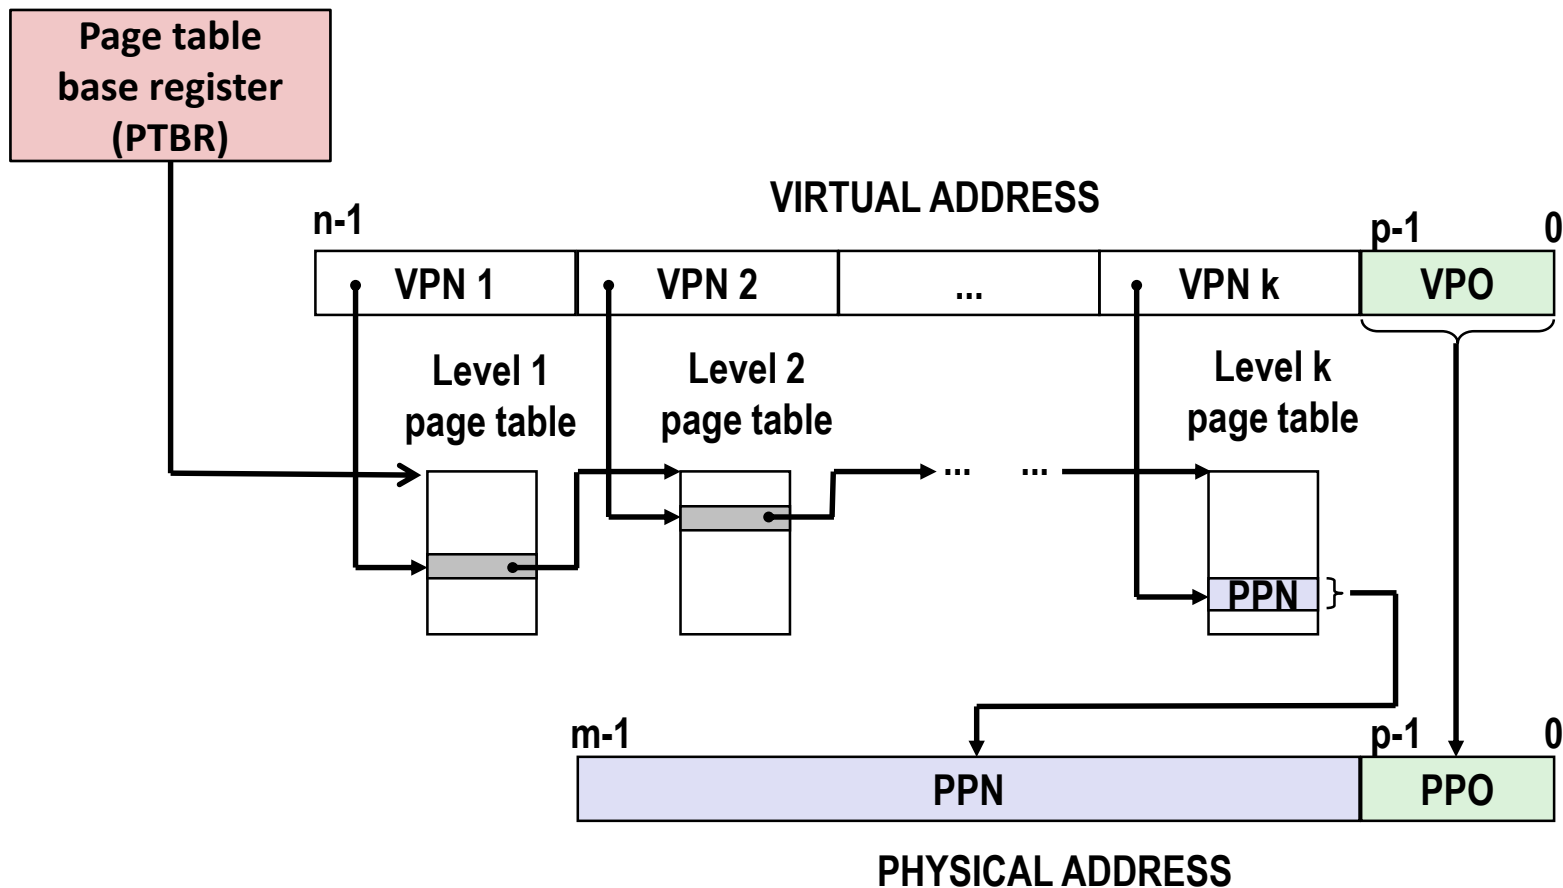 Page table
base register
(PTBR)
VIRTUAL ADDRESS
n-1
p-1
0
VPN 1
VPN 2
...
VPN k
VPO
Level 1
page table
Level 2
page table
Level k
page table
...
...
PPN
m-1
p-1
0
PPN
PPO
PHYSICAL ADDRESS